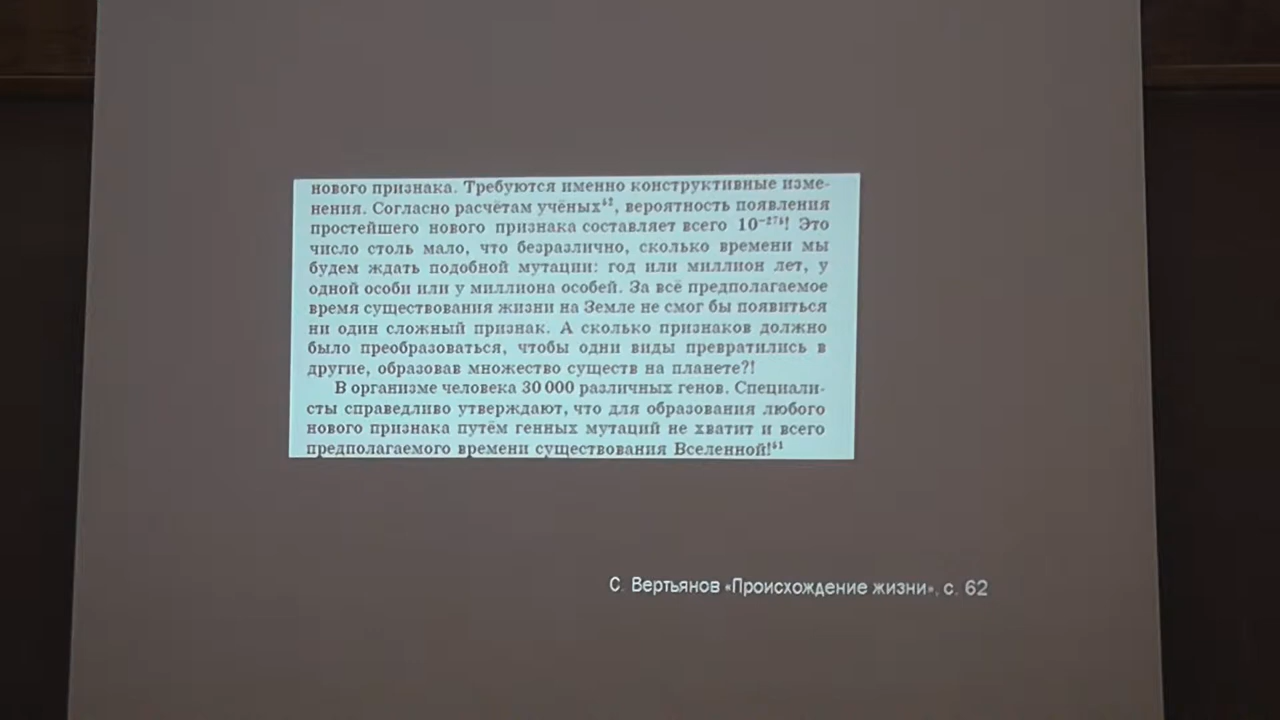 нового признака. Требуются именно конструктивные изме-
нения. Согласно расчётам учёных, вероятность появления
простейшего нового признака составляет всего Это
число столь мало, что безразлично, сколько времени мы
будем ждать подобной мутации: год или миллион лет, у
одной особи или у миллиона особей. За всё предполагаемое
время существования жизни на Земле не смог бы появиться
ни один сложный признак. А сколько признаков должно
было преобразоваться, чтобы одни виды превратились в
другие, образовав множество существ на планете?!
В организме человека 30 000 различных генов. Специали-
сты справедливо утверждают, что для образования любого
нового признака путём генных мутаций не хватит и всего
предполагаемого времени существования Вселенной!
С. Вертьянов «Происхождение жизни», с. 62